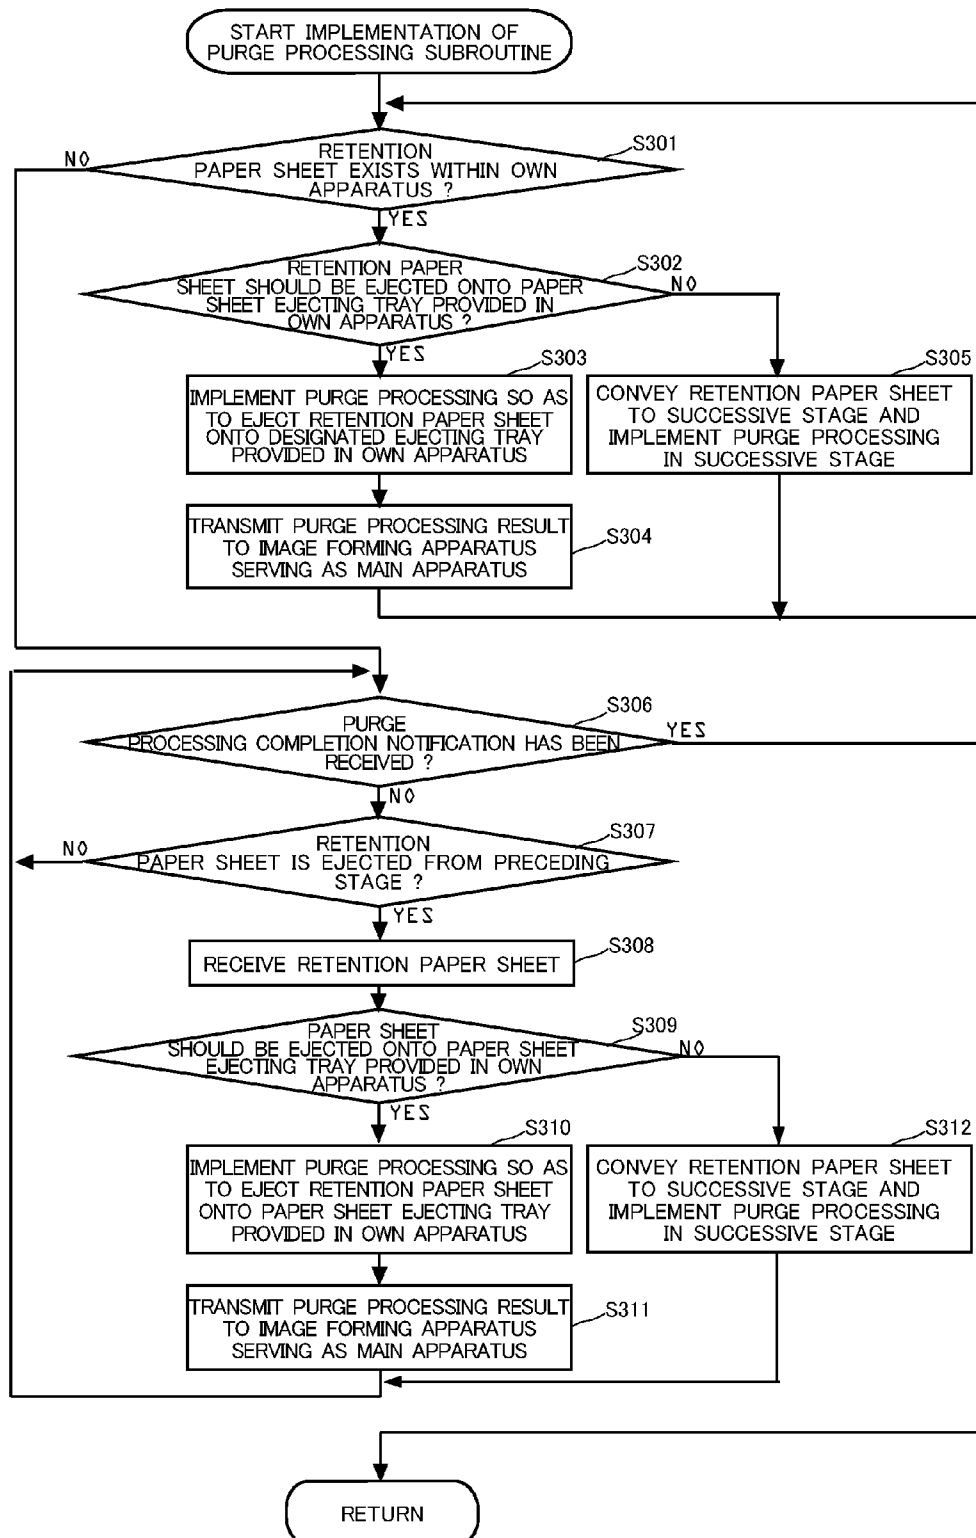 START IMPLEMENTATION OF
PURGE PROCESSING SUBROUTINE
S301
NO
RETENTION
PAPER SHEET EXISTS WITHIN OWN
APPARATUS ?
YES
S302
NO
RETENTION PAPER
SHEET SHOULD BE EJECTED ONTO PAPER
SHEET EJECTING TRAY PROVIDED IN
OWN APPARATUS ?
YES
S303
IMPLEMENT PURGE PROCESSING SO AS
TO EJECT RETENTION PAPER SHEET
ONTO DESIGNATED EJECTING TRAY
PROVIDED IN OWN APPARATUS
S305
CONVEY RETENTION PAPER SHEET
TO SUCCESSIVE STAGE AND
IMPLEMENT PURGE PROCESSING
IN SUCCESSIVE STAGE
TRANSMIT PURGE PROCESSING RESULT
TO IMAGE FORMING APPARATUS
SERVING AS MAIN APPARATUS
S304
S306
PURGE
PROCESSING COMPLETION NOTIFICATION HAS BEEN
RECEIVED ?
YES
NO
S307
NO
RETENTION
PAPER SHEET IS EJECTED FROM PRECEDING
STAGE ?
YES
S308
RECEIVE RETENTION PAPER SHEET
S309
PAPER SHEET
SHOULD BE EJECTED ONTO PAPER SHEET
EJECTING TRAY PROVIDED IN OWN
APPARATUS ?
NO
YES
S310
IMPLEMENT PURGE PROCESSING SO AS
TO EJECT RETENTION PAPER SHEET
ONTO PAPER SHEET EJECTING TRAY
PROVIDED IN OWN APPARATUS
S312
CONVEY RETENTION PAPER SHEET
TO SUCCESSIVE STAGE AND
IMPLEMENT PURGE PROCESSING
IN SUCCESSIVE STAGE
TRANSMIT PURGE PROCESSING RESULT
TO IMAGE FORMING APPARATUS
SERVING AS MAIN APPARATUS
S311
RETURN